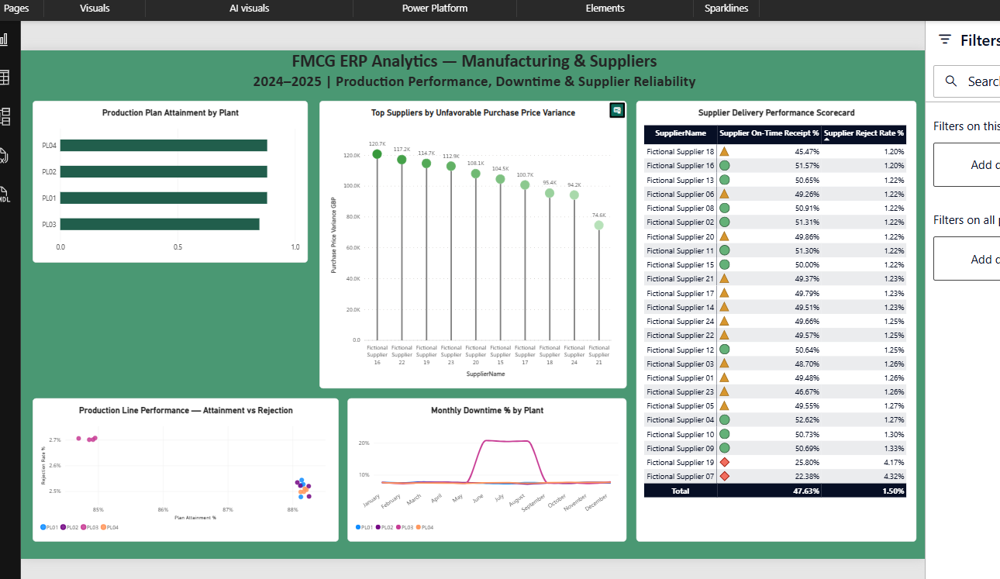 Pages Visuals AI visuals Power Platform Elements Sparklines
FMCG ERP Analytics — Manufacturing & Suppliers
2024–2025 | Production Performance, Downtime & Supplier Reliability
Production Plan Attainment by Plant
PL04
PL02
PL01
PL03
0.0 0.5 1.0
Top Suppliers by Unfavorable Purchase Price Variance
Purchase Price Variance GBP
120.0K
100.0K
80.0K
60.0K
40.0K
20.0K
0.0
120.7K 117.2K 114.7K 112.9K 108.1K 104.5K 100.7K 95.4K 94.2K 74.6K
Fictional Fictional Fictional Fictional Fictional Fictional Fictional Fictional Fictional Fictional
Supplier Supplier Supplier Supplier Supplier Supplier Supplier Supplier Supplier Supplier
16 22 19 23 20 15 17 18 24 21
SupplierName
Supplier Delivery Performance Scorecard
SupplierName Supplier On-Time Receipt % Supplier Reject Rate %
Fictional Supplier 18 45.47% 1.20%
Fictional Supplier 16 51.57% 1.20%
Fictional Supplier 13 50.65% 1.22%
Fictional Supplier 06 49.26% 1.22%
Fictional Supplier 08 50.91% 1.22%
Fictional Supplier 02 51.31% 1.22%
Fictional Supplier 20 49.86% 1.22%
Fictional Supplier 11 51.30% 1.22%
Fictional Supplier 15 50.00% 1.22%
Fictional Supplier 21 49.37% 1.23%
Fictional Supplier 17 49.79% 1.23%
Fictional Supplier 14 49.51% 1.23%
Fictional Supplier 24 49.66% 1.25%
Fictional Supplier 22 49.57% 1.25%
Fictional Supplier 12 50.64% 1.25%
Fictional Supplier 03 48.70% 1.26%
Fictional Supplier 01 49.48% 1.26%
Fictional Supplier 23 46.67% 1.26%
Fictional Supplier 05 49.55% 1.27%
Fictional Supplier 04 52.62% 1.27%
Fictional Supplier 10 50.73% 1.30%
Fictional Supplier 09 50.69% 1.33%
Fictional Supplier 19 25.80% 4.17%
Fictional Supplier 07 22.38% 4.32%
Total 47.63% 1.50%
Production Line Performance — Attainment vs Rejection
Rejection Rate %
2.7%
2.6%
2.5%
85% 86% 87% 88%
Plan Attainment %
PL01 PL02 PL03 PL04
Monthly Downtime % by Plant
20%
10%
January February March April May June July August September October November December
PL01 PL02 PL03 PL04
Filters
Search
Filters on this
Add d
Filters on all p
Add d